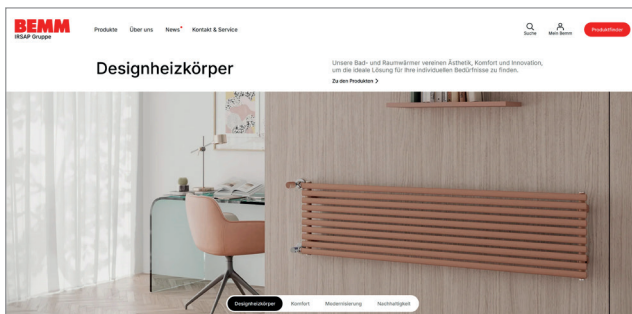 BEMM
IRSAP Gruppe
Produkte
Über uns
News
Kontakt & Service
Suche
Mein Bemm
Produktfinder
Designheizkörper
Unsere Bad- und Raumwärmer vereinen Ästhetik, Komfort und Innovation,
um die ideale Lösung für Ihre individuellen Bedürfnisse zu finden.
Zu den Produkten
Designheizkörper
Komfort
Modernisierung
Nachhaltigkeit